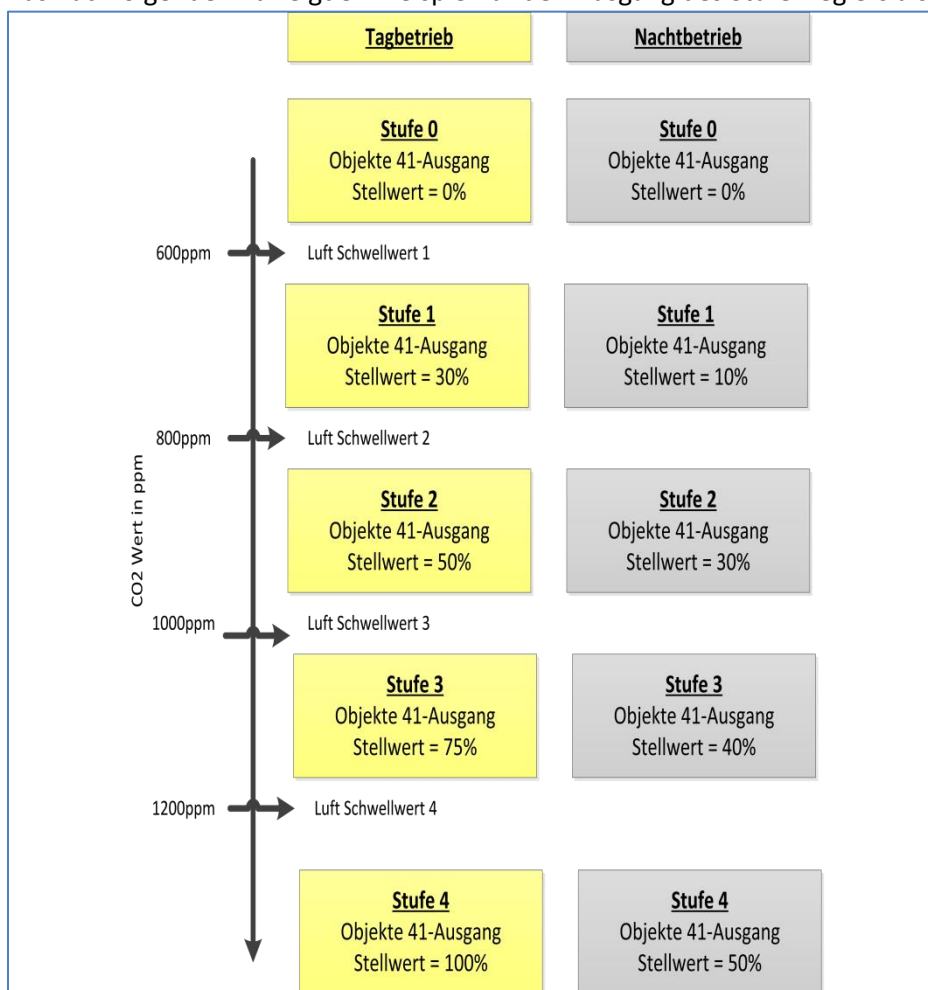 Tagbetrieb
Nachtbetrieb
Stufe 0
Objekte 41-Ausgang
Stellwert = 0%
Stufe 0
Objekte 41-Ausgang
Stellwert = 0%
600ppm
Luft Schwellwert 1
Stufe 1
Objekte 41-Ausgang
Stellwert = 30%
Stufe 1
Objekte 41-Ausgang
Stellwert = 10%
800ppm
Luft Schwellwert 2
CO2 Wert in ppm
Stufe 2
Objekte 41-Ausgang
Stellwert = 50%
Stufe 2
Objekte 41-Ausgang
Stellwert = 30%
1000ppm
Luft Schwellwert 3
Stufe 3
Objekte 41-Ausgang
Stellwert = 75%
Stufe 3
Objekte 41-Ausgang
Stellwert = 40%
1200ppm
Luft Schwellwert 4
Stufe 4
Objekte 41-Ausgang
Stellwert = 100%
Stufe 4
Objekte 41-Ausgang
Stellwert = 50%